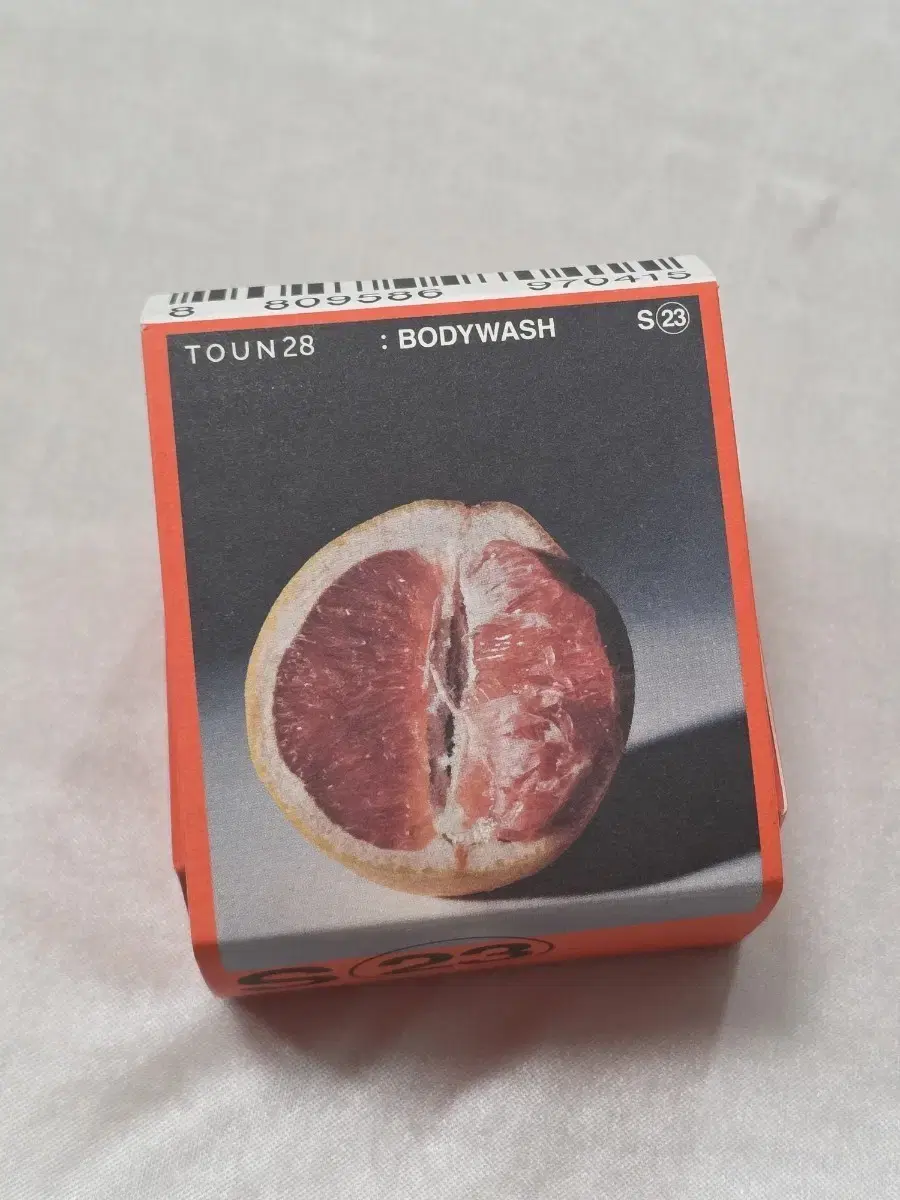 8 809586 970415
TOUN28 : BODYWASH S㉓
S㉓